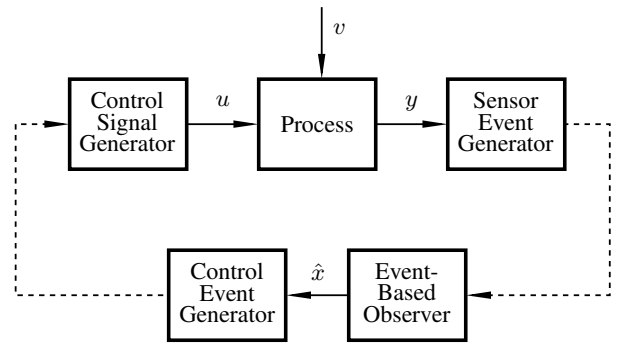 v
Control
Signal
Generator
u
Process
y
Sensor
Event
Generator
Control
Event
Generator
x̂
Event-
Based
Observer